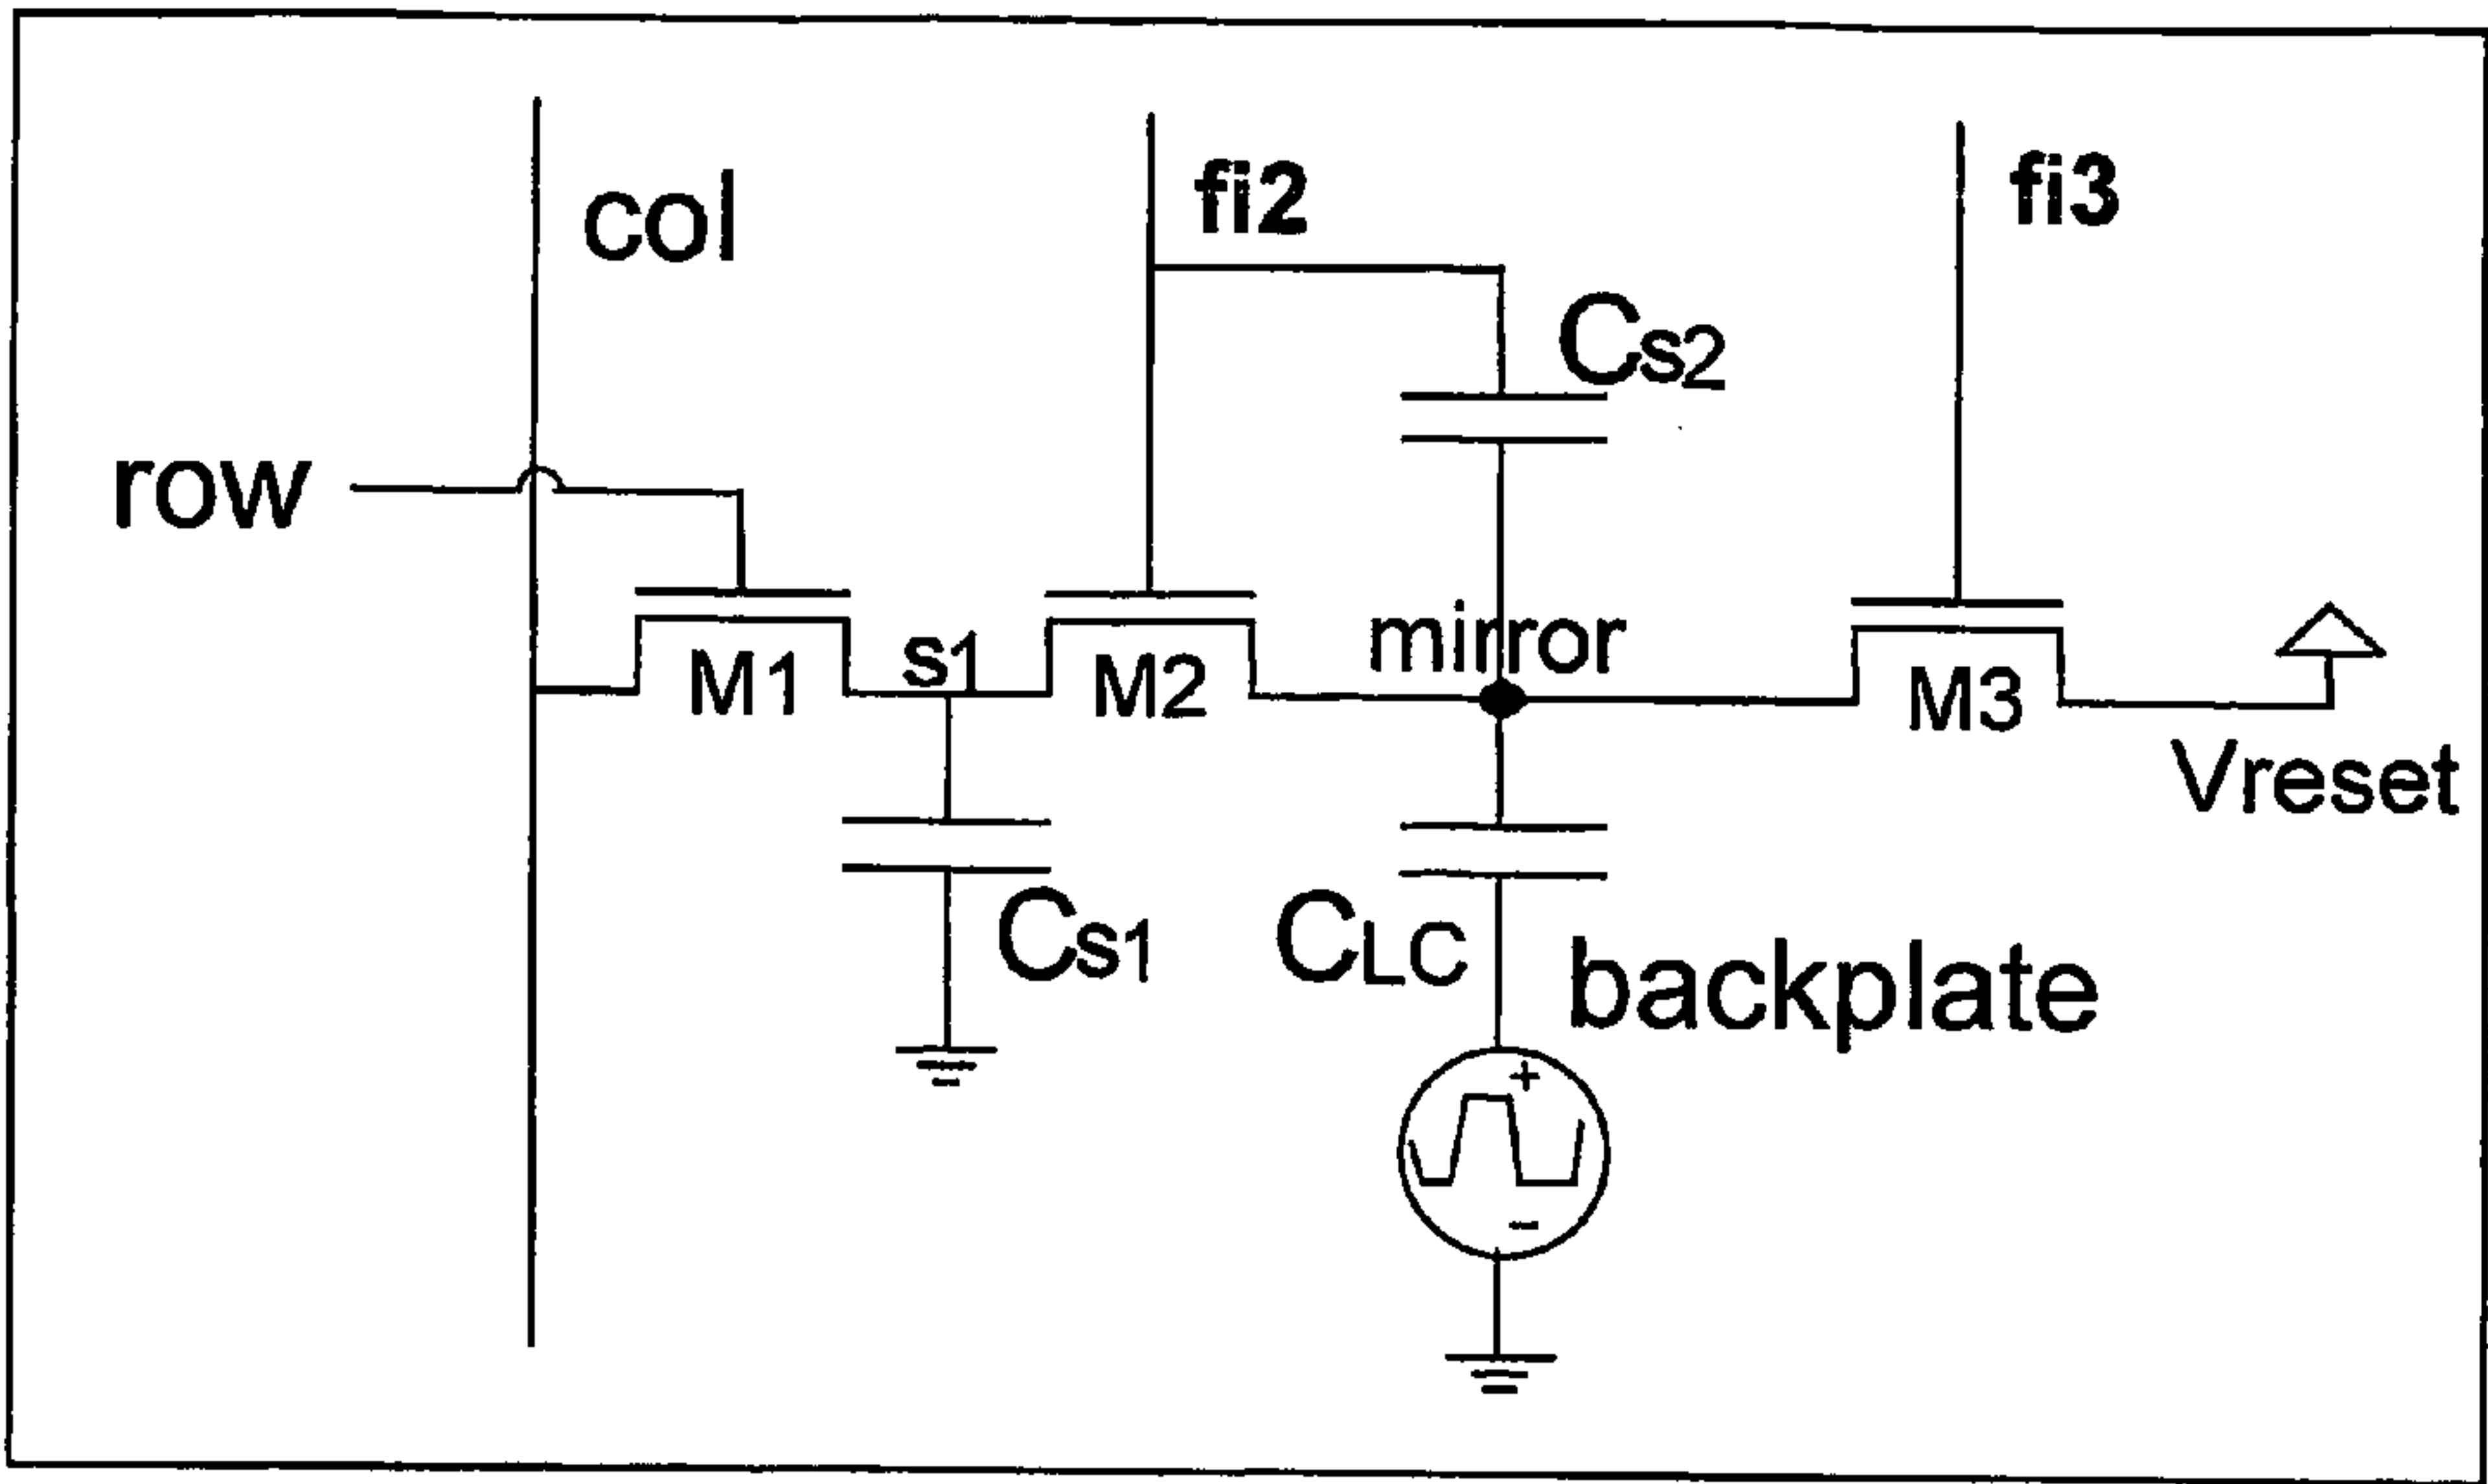 col
fi2
fi3
Cs2
row
M1
s1
M2
mirror
M3
Vreset
Cs1
CLC
backplate
+
-